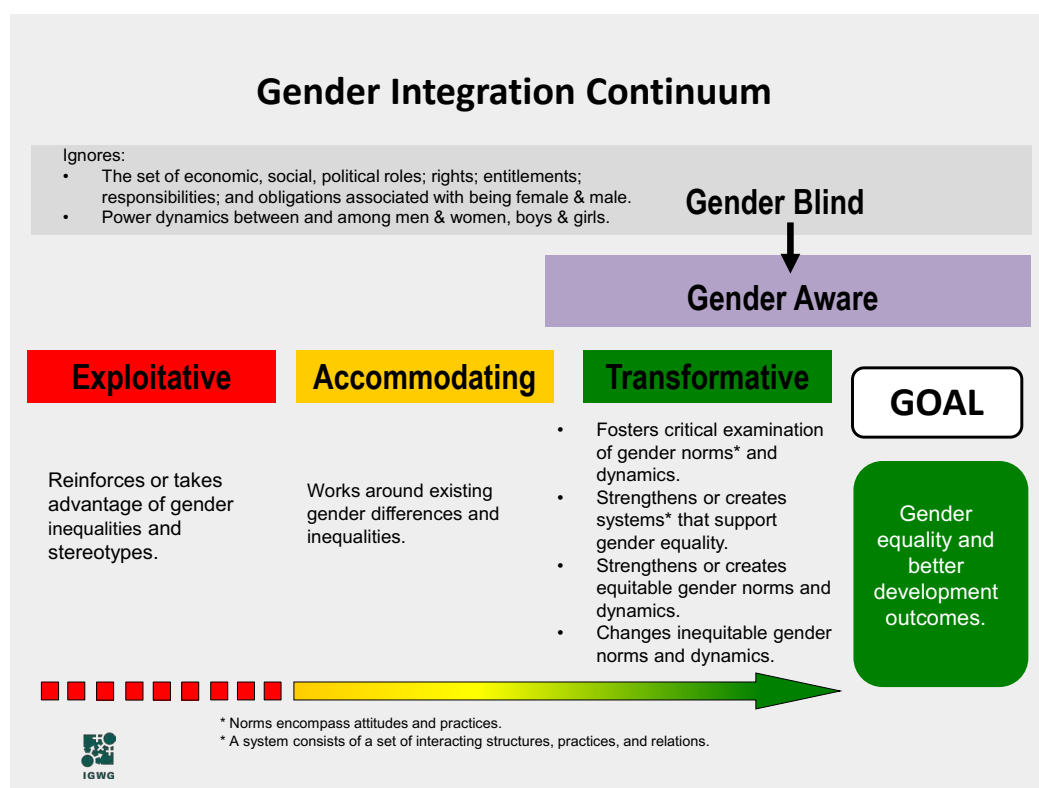 Gender Integration Continuum
Ignores:
• The set of economic, social, political roles; rights; entitlements;
responsibilities; and obligations associated with being female & male.
• Power dynamics between and among men & women, boys & girls.
Gender Blind
Gender Aware
Exploitative
Reinforces or takes
advantage of gender
inequalities and
stereotypes.
Accommodating
Works around existing
gender differences and
inequalities.
Transformative
• Fosters critical examination
of gender norms* and
dynamics.
• Strengthens or creates
systems* that support
gender equality.
• Strengthens or creates
equitable gender norms and
dynamics.
• Changes inequitable gender
norms and dynamics.
GOAL
Gender
equality and
better
development
outcomes.
* Norms encompass attitudes and practices.
* A system consists of a set of interacting structures, practices, and relations.
IGWG